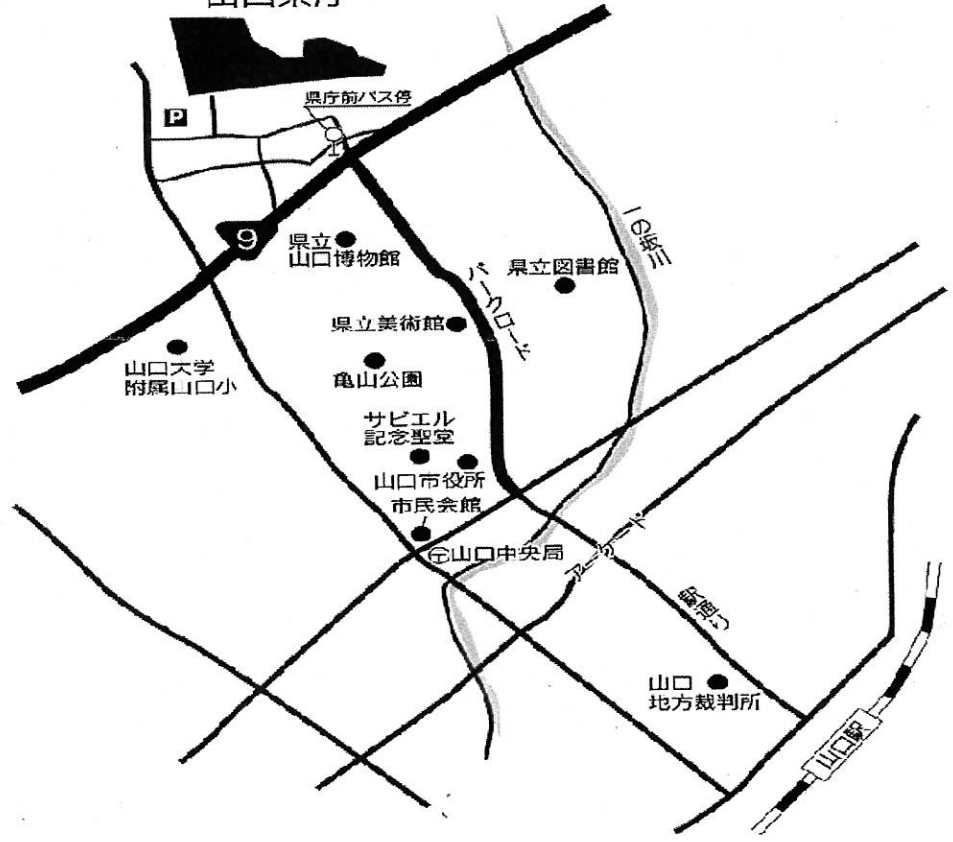 山口県庁
県庁前バス停
P
9
県立
山口博物館
一の坂川
県立図書館
パークロード
県立美術館
山口大学
附属山口小
亀山公園
サビエル
記念聖堂
山口市役所
市民会館
〒山口中央局
アーケード
駅通り
山口
地方裁判所
山口駅